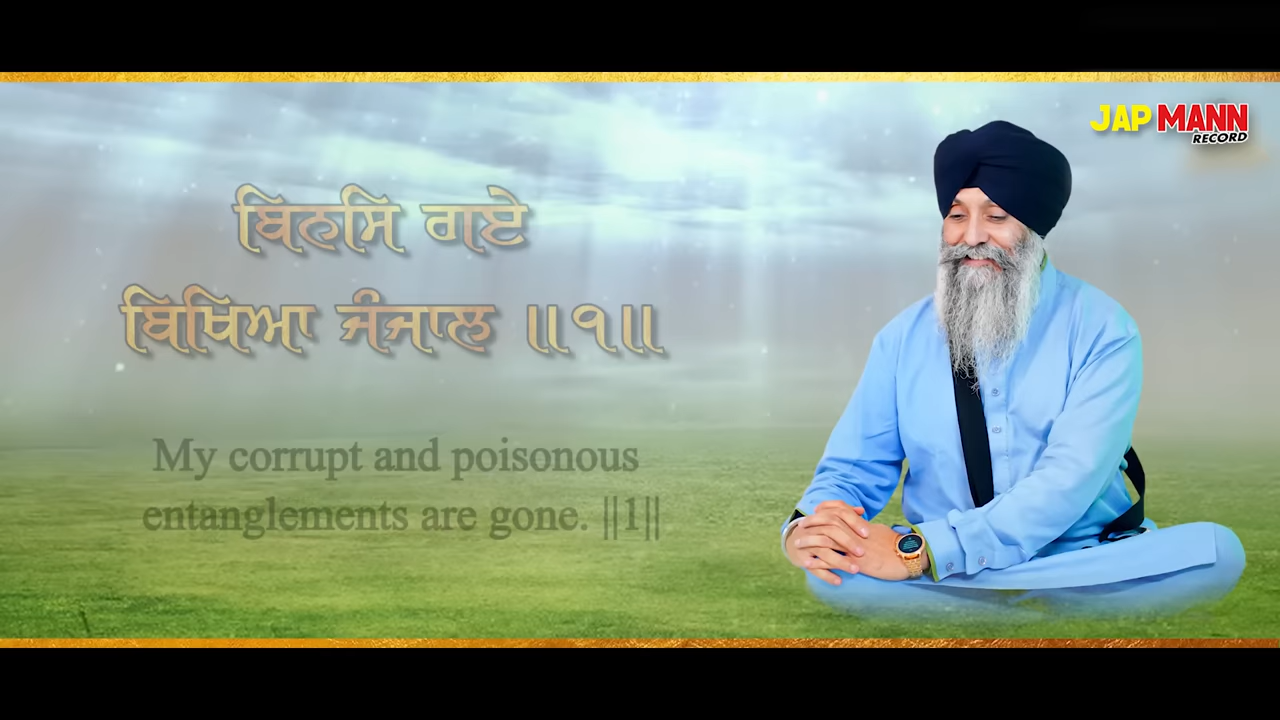 JAP MANN
RECORD
ਬਿਨਸਿ ਗਏ
ਬਿਖਿਆ ਜੰਜਾਲ ॥੧॥
My corrupt and poisonous
entanglements are gone. ||1||